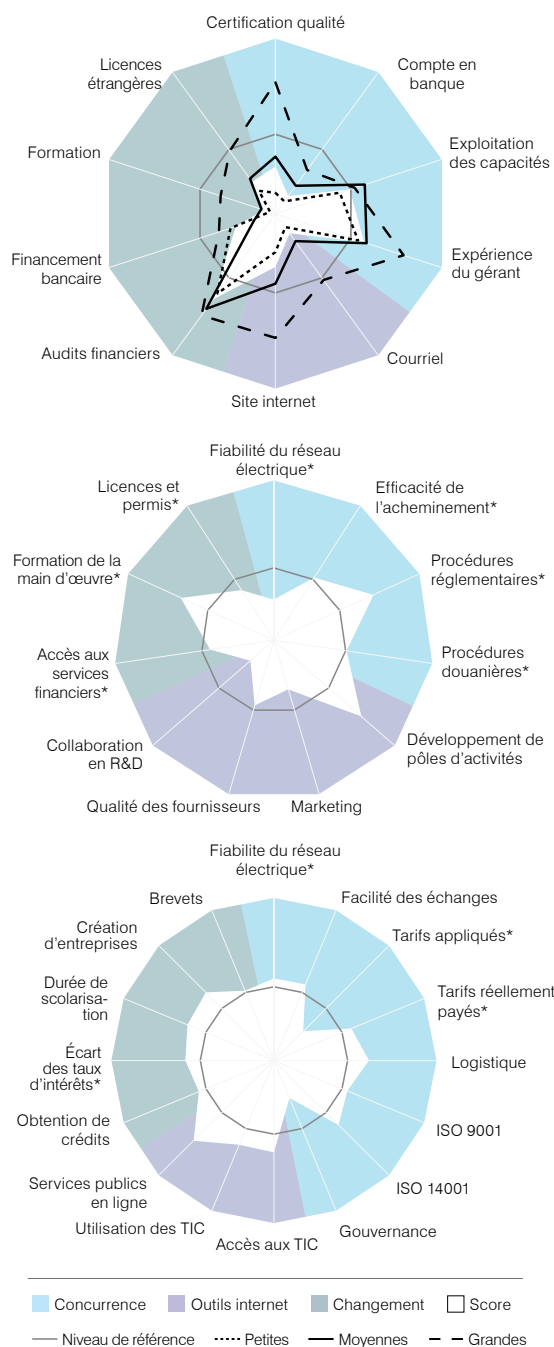 Certification qualité
Licences
étrangères
Compte en
banque
Formation
Exploitation
des capacités
Financement
bancaire
Expérience
du gérant
Audits financiers
Courriel
Site internet
Fiabilité du réseau
électrique*
Licences et
permis*
Efficacité de
l'acheminement*
Formation de la
main d'œuvre*
Procédures
réglementaires*
Accès aux
services
financiers*
Procédures
douanières*
Collaboration
en R&D
Développement de
pôles d'activités
Qualité des fournisseurs
Marketing
Fiabilite du réseau
électrique*
Brevets
Facilité des échanges
Création
d'entreprises
Tarifs appliqués*
Durée de
scolarisa-
tion
Tarifs réellement
payés*
Écart
des taux
d'intérêts*
Logistique
Obtention de
crédits
ISO 9001
Services publics
en ligne
ISO 14001
Utilisation des TIC
Gouvernance
Accès aux TIC
Concurrence Outils internet Changement Score
Niveau de référence Petites Moyennes Grandes